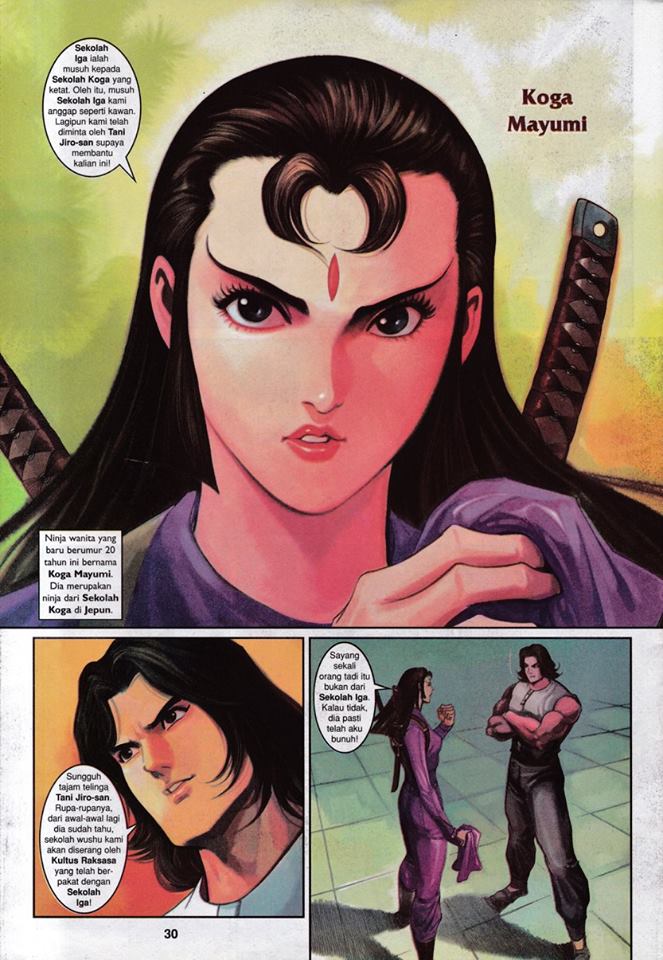 Sekolah
Iga ialah
musuh kepada
Sekolah Koga yang
ketat. Oleh itu, musuh
Sekolah Iga kami
anggap seperti kawan.
Lagipun kami telah
diminta oleh Tani
Jiro-san supaya
membantu
kalian ini!
Koga
Mayumi
Ninja wanita yang
baru berumur 20
tahun ini bernama
Koga Mayumi.
Dia merupakan
ninja dari Sekolah
Koga di Jepun.
Sungguh
tajam telinga
Tani Jiro-san.
Rupa-rupanya,
dari awal-awal lagi
dia sudah tahu,
sekolah wushu kami
akan diserang oleh
Kultus Raksasa
yang telah ber-
pakat dengan
Sekolah
Iga!
Sayang
sekali
orang tadi itu
bukan dari
Sekolah Iga.
Kalau tidak,
dia pasti
telah aku
bunuh!
30